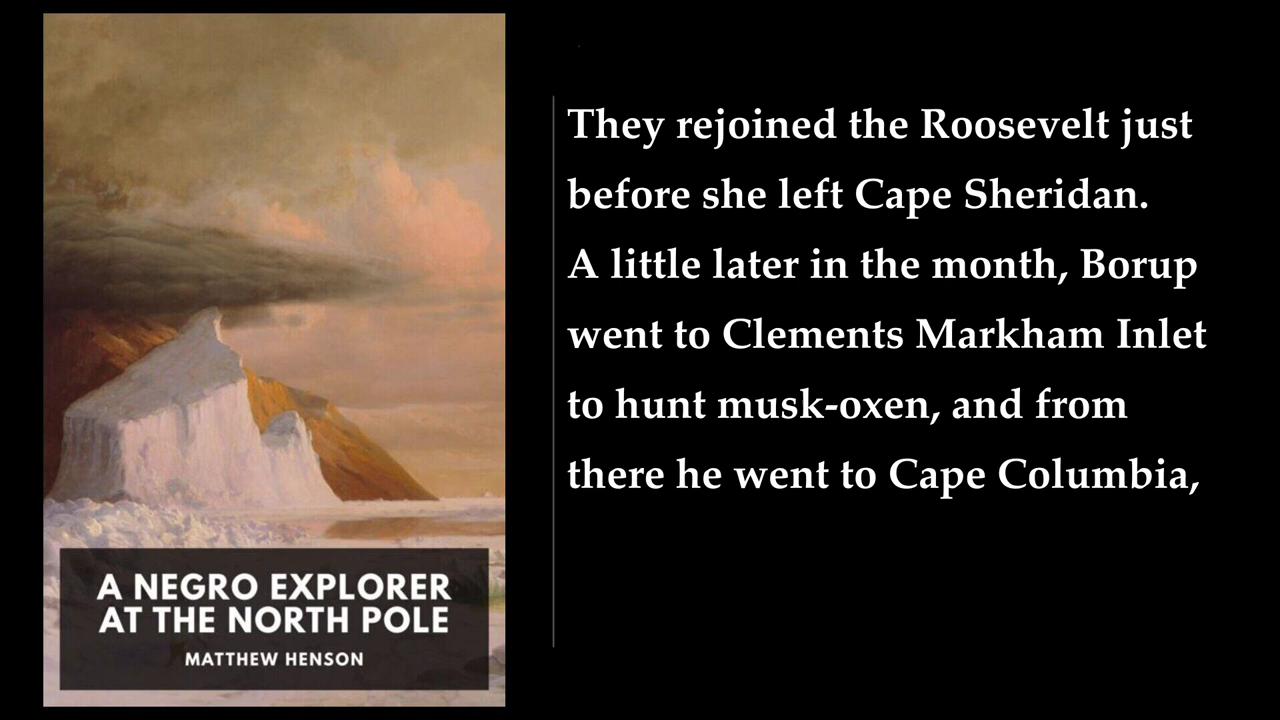 A NEGRO EXPLORER
AT THE NORTH POLE
MATTHEW HENSON
They rejoined the Roosevelt just
before she left Cape Sheridan.
A little later in the month, Borup
went to Clements Markham Inlet
to hunt musk-oxen, and from
there he went to Cape Columbia,